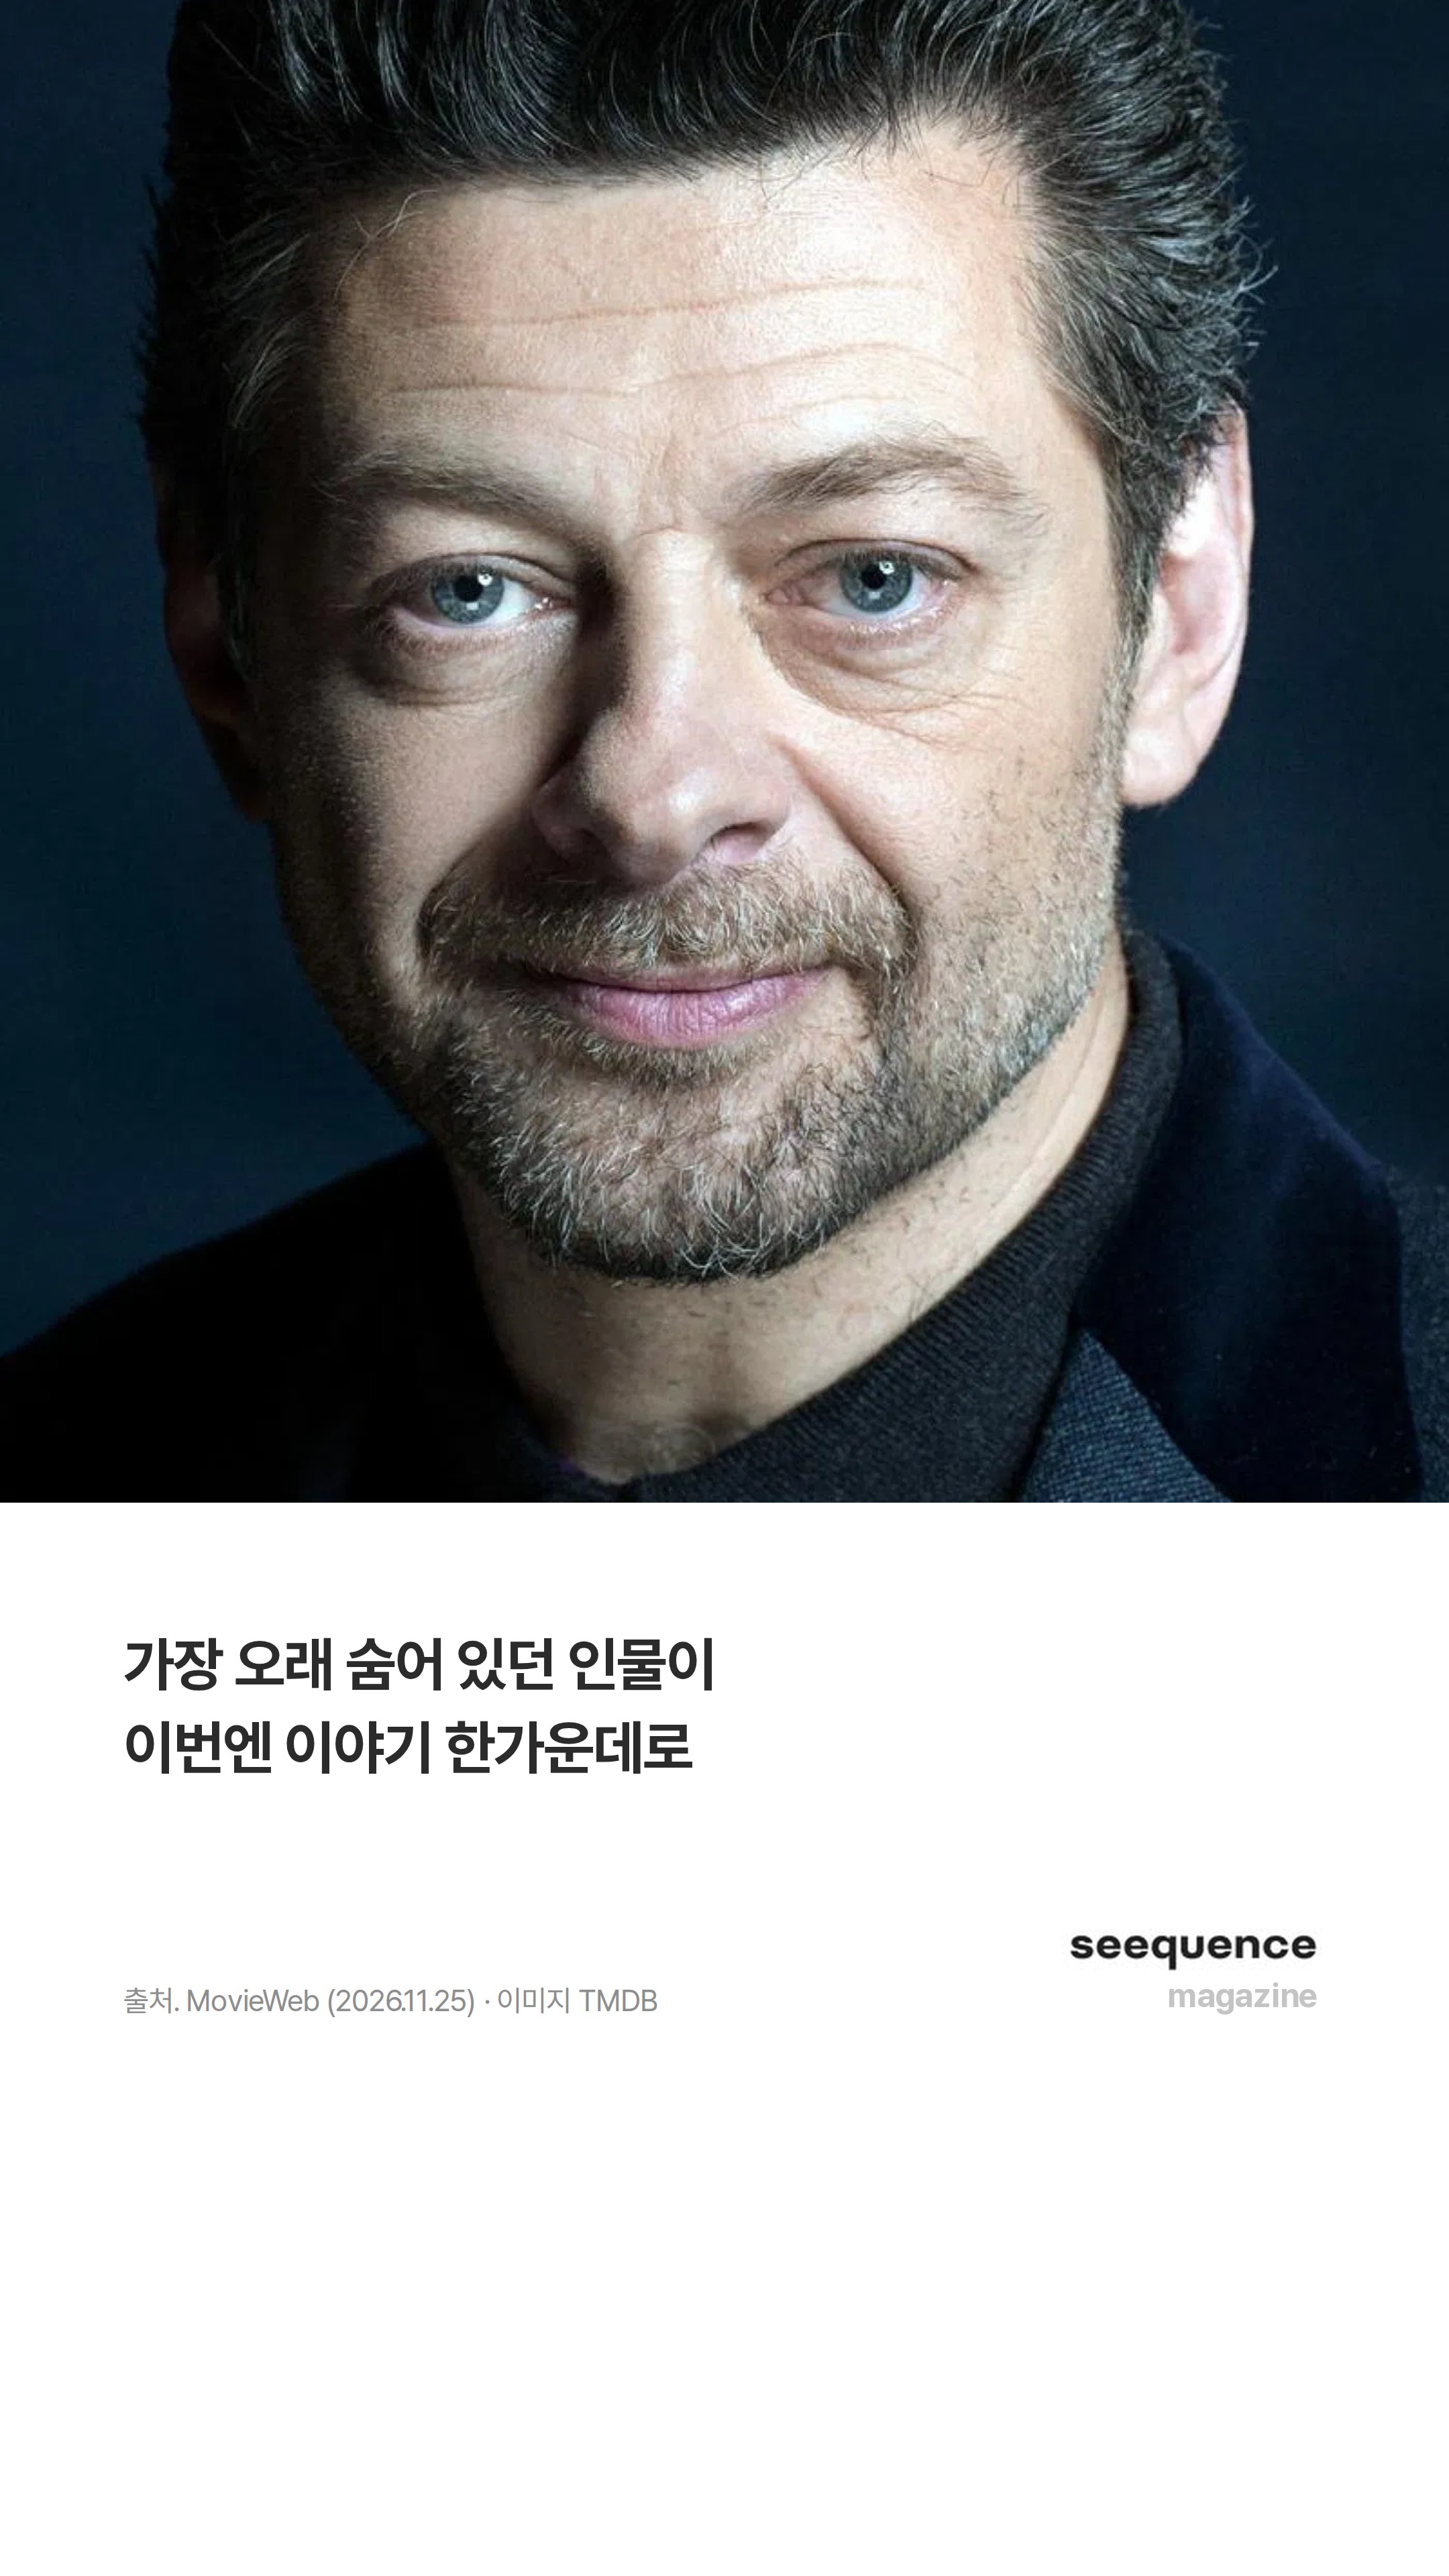 가장 오래 숨어 있던 인물이
이번엔 이야기 한가운데로
seequence
magazine
출처. MovieWeb (2026.11.25) · 이미지 TMDB